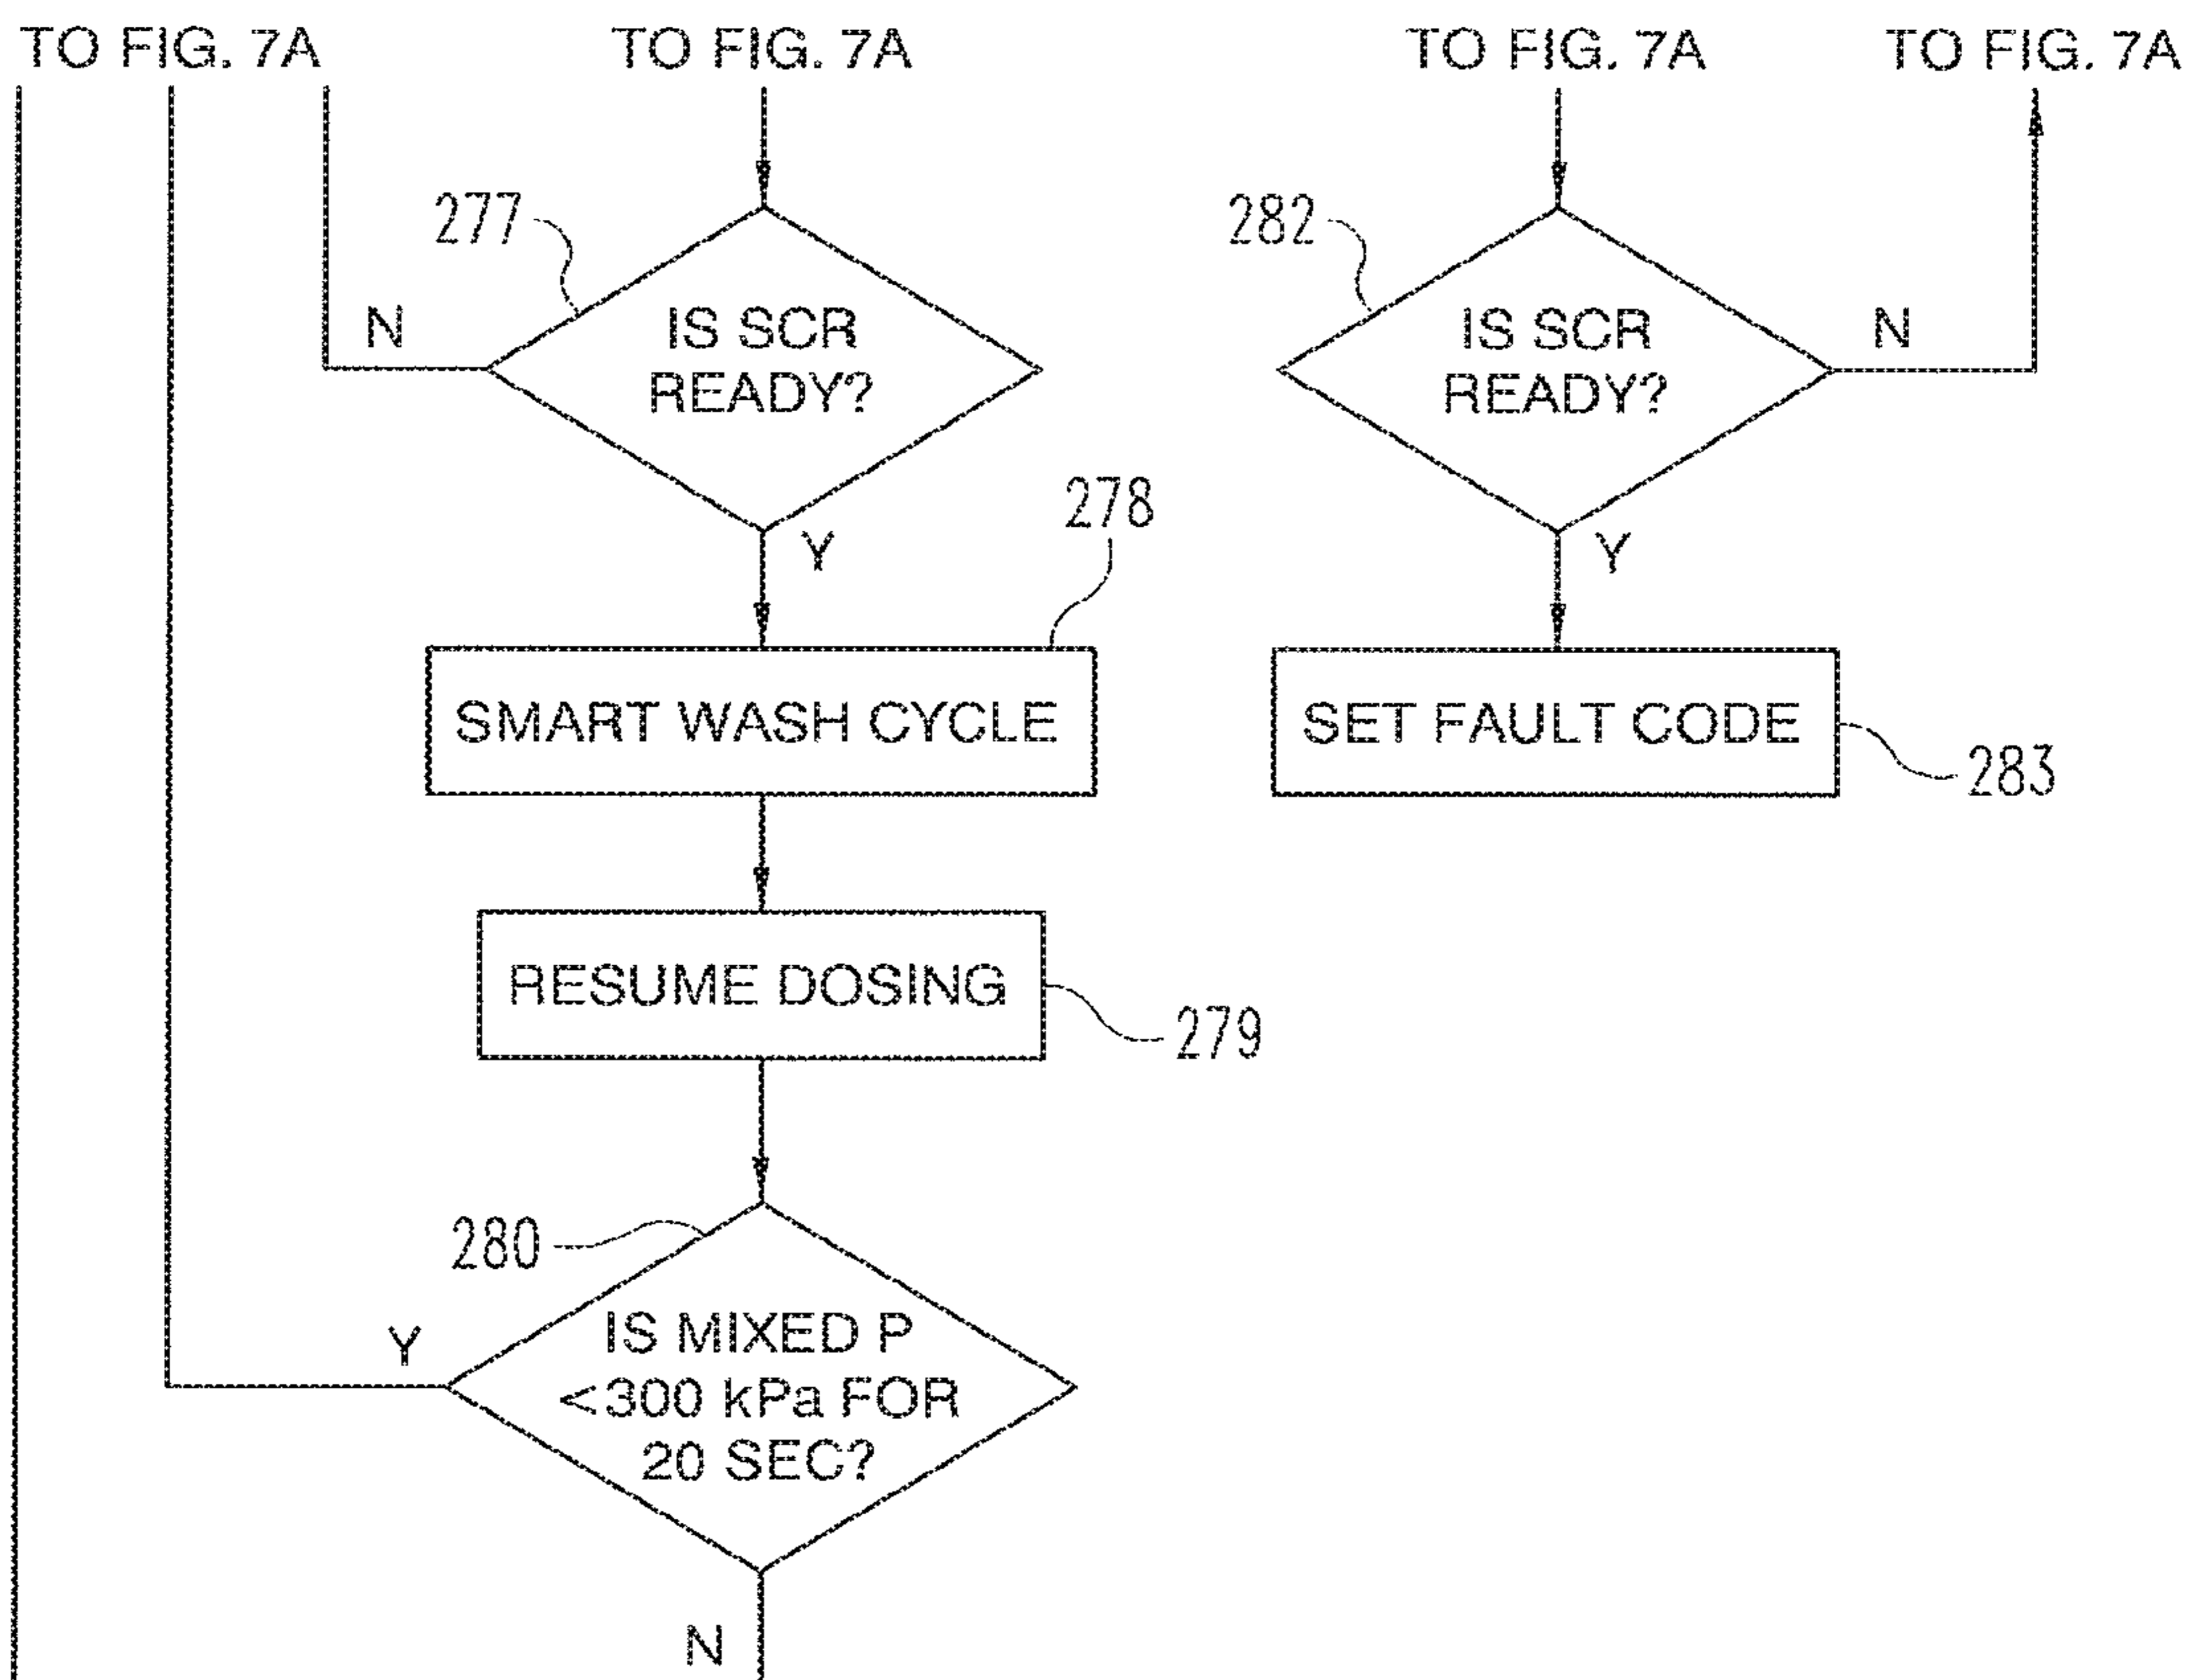 TO FIG. 7A
TO FIG. 7A
TO FIG. 7A
TO FIG. 7A
277
N
IS SCR
READY?
Y
282
IS SCR
READY?
N
Y
278
SMART WASH CYCLE
SET FAULT CODE
283
RESUME DOSING
279
280
Y
IS MIXED P
<300 kPa FOR
20 SEC?
N